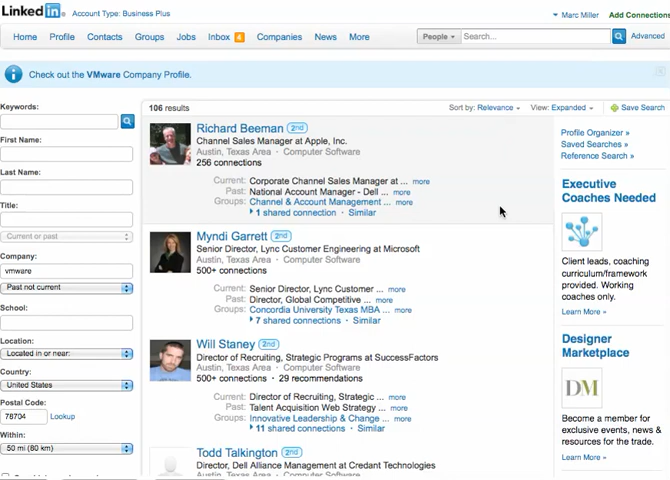 Linked in
Account Type: Business Plus
Marc Miller
Add Connections
Home Profile Contacts Groups Jobs Inbox 4 Companies News More
People Search... Advanced
Check out the VMware Company Profile.
Keywords:
First Name:
Last Name:
Title:
Current or past
Company:
vmware
Past not current
School:
Location:
Located in or near:
Country:
United States
Postal Code:
78704 Lookup
Within:
50 mi (80 km)
106 results
Sort by: Relevance View: Expanded Save Search
Richard Beeman 2nd
Channel Sales Manager at Apple, Inc.
Austin, Texas Area • Computer Software
256 connections
Current: Corporate Channel Sales Manager at ... more
Past: National Account Manager - Dell ... more
Groups: Channel & Account Management ... more
1 shared connection • Similar
Myndi Garrett 2nd
Senior Director, Lync Customer Engineering at Microsoft
Austin, Texas Area • Computer Software
500+ connections
Current: Senior Director, Lync Customer ... more
Past: Director, Global Competitive ... more
Groups: Concordia University Texas MBA ... more
7 shared connections • Similar
Will Staney 2nd
Director of Recruiting, Strategic Programs at SuccessFactors
Austin, Texas Area • Computer Software
500+ connections • 29 recommendations
Current: Director of Recruiting, Strategic ... more
Past: Talent Acquisition Web Strategy ... more
Groups: Innovative Leadership & Change ... more
11 shared connections • Similar
Todd Talkington 2nd
Director, Dell Alliance Management at Credant Technologies
Austin, Texas Area • Computer Software
Profile Organizer »
Saved Searches »
Reference Search »
Executive
Coaches Needed
Client leads, coaching
curriculum/framework
provided. Working
coaches only.
Learn More »
Designer
Marketplace
DM
Become a member for
exclusive events, news &
resources for the trade.
Learn More »